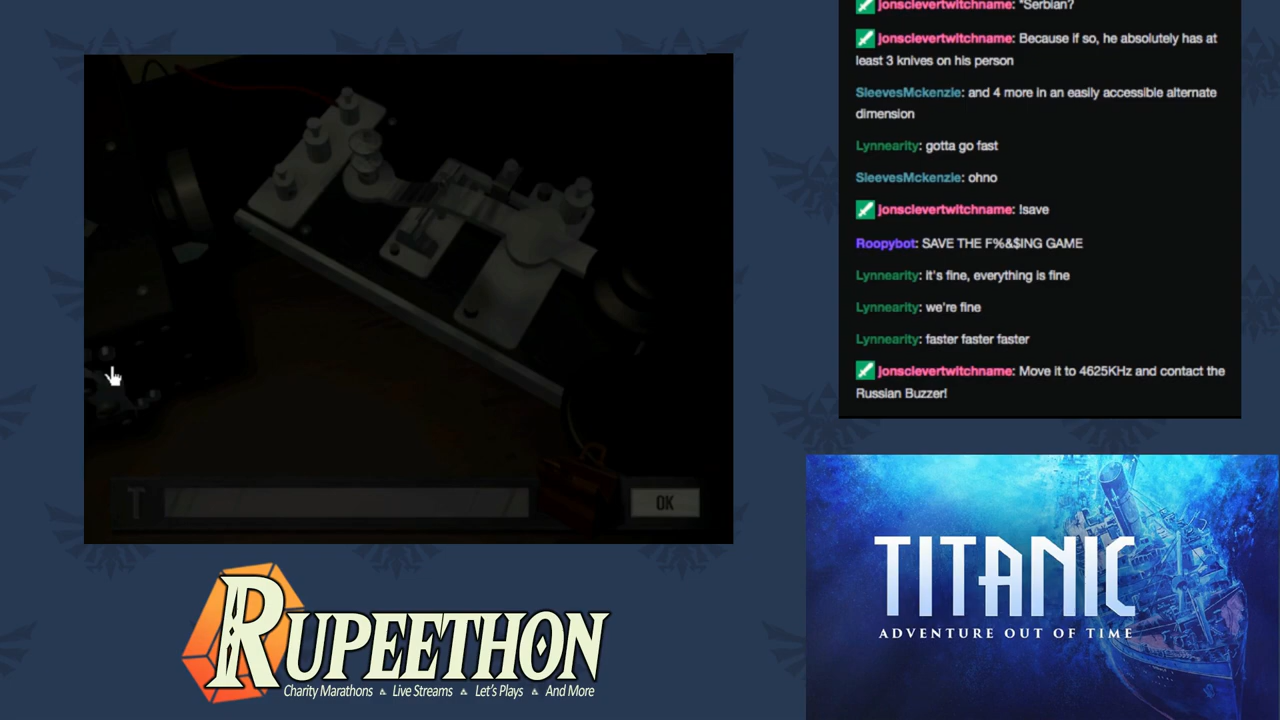 jonsclevertwitchname: *Serbian?
jonsclevertwitchname: Because if so, he absolutely has at
least 3 knives on his person
SleevesMckenzie: and 4 more in an easily accessible alternate
dimension
Lynnearity: gotta go fast
SleevesMckenzie: ohno
jonsclevertwitchname: !save
Roopybot: SAVE THE F%&$ING GAME
Lynnearity: it's fine, everything is fine
Lynnearity: we're fine
Lynnearity: faster faster faster
jonsclevertwitchname: Move it to 4625KHz and contact the
Russian Buzzer!
T
OK
TITANIC
ADVENTURE OUT OF TIME
RUPEETHON
Charity Marathons Live Streams Let's Plays And More